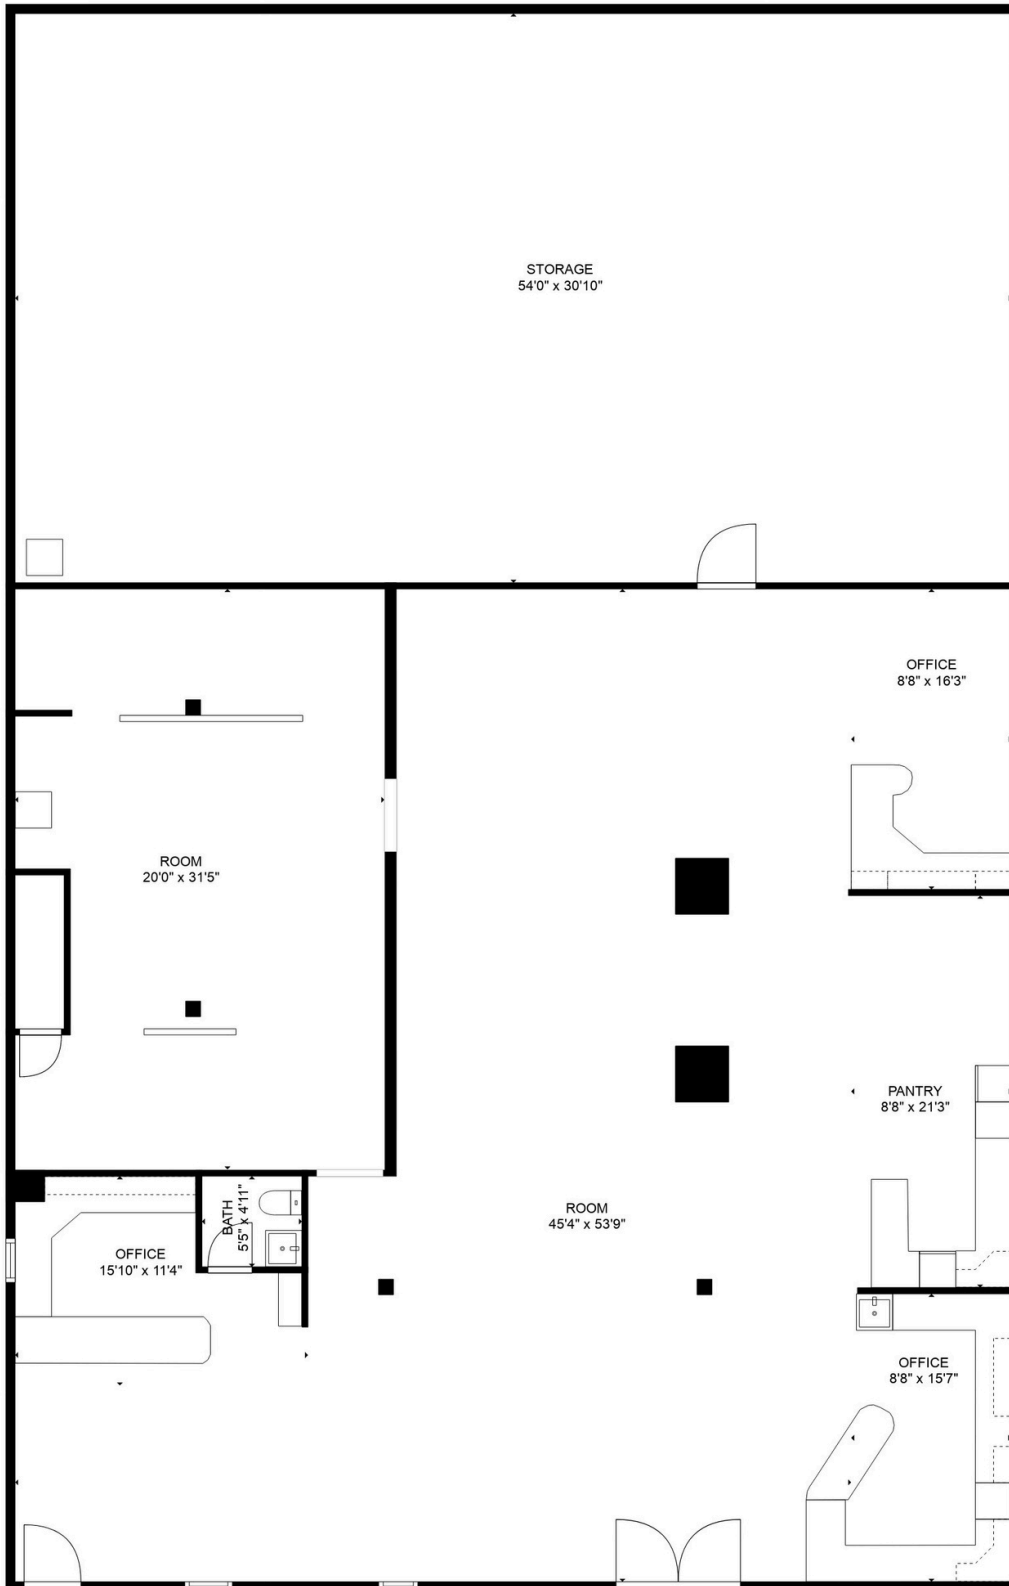 STORAGE
54'0" x 30'10"
OFFICE
8'8" x 16'3"
ROOM
20'0" x 31'5"
PANTRY
8'8" x 21'3"
BATH
5'5" x 4'11"
ROOM
45'4" x 53'9"
OFFICE
15'10" x 11'4"
OFFICE
8'8" x 15'7"